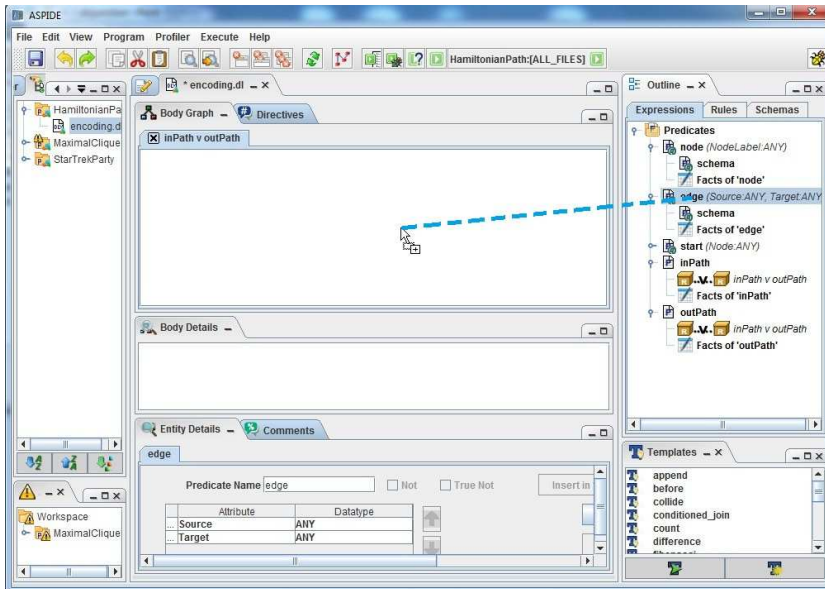 ASPIDE
File Edit View Program Profiler Execute Help
HamiltonianPath:[ALL_FILES]
r
HamiltonianPa
encoding.d
MaximalClique
StarTrekParty
* encoding.dl
Body Graph
Directives
inPath v outPath
Body Details
Entity Details
Comments
edge
Predicate Name edge
Not
True Not
Insert in
Attribute Datatype
... Source ANY
... Target ANY
Workspace
MaximalClique
Outline
Expressions Rules Schemas
Predicates
node (NodeLabel:ANY)
schema
Facts of 'node'
edge (Source:ANY, Target:ANY
schema
Facts of 'edge'
start (Node:ANY)
inPath
..v.. inPath v outPath
Facts of 'inPath'
outPath
..v.. inPath v outPath
Facts of 'outPath'
Templates
append
before
collide
conditioned_join
count
difference